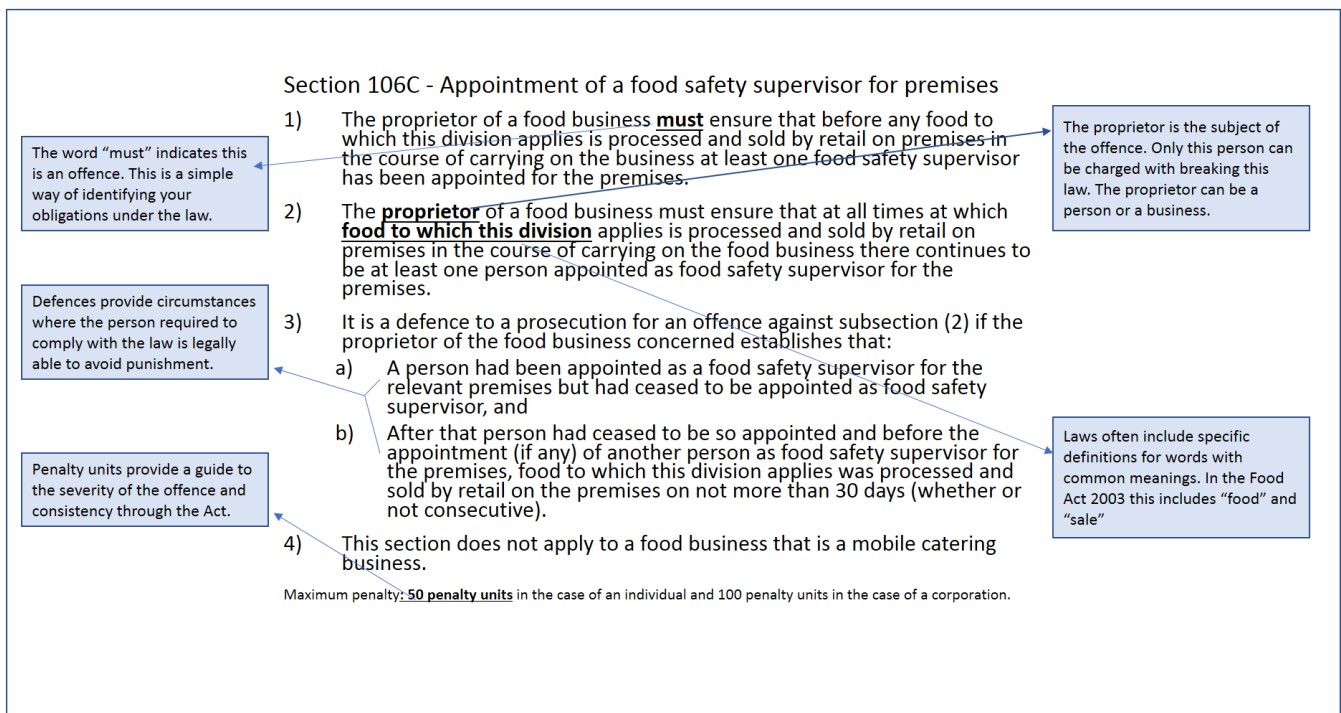 Section 106C - Appointment of a food safety supervisor for premises
1) The proprietor of a food business must ensure that before any food to
which this division applies is processed and sold by retail on premises in
the course of carrying on the business at least one food safety supervisor
has been appointed for the premises.
2) The proprietor of a food business must ensure that at all times at which
food to which this division applies is processed and sold by retail on
premises in the course of carrying on the food business there continues to
be at least one person appointed as food safety supervisor for the
premises.
3) It is a defence to a prosecution for an offence against subsection (2) if the
proprietor of the food business concerned establishes that:
a) A person had been appointed as a food safety supervisor for the
relevant premises but had ceased to be appointed as food safety
supervisor, and
b) After that person had ceased to be so appointed and before the
appointment (if any) of another person as food safety supervisor for
the premises, food to which this division applies was processed and
sold by retail on the premises on not more than 30 days (whether or
not consecutive).
4) This section does not apply to a food business that is a mobile catering
business.
Maximum penalty: 50 penalty units in the case of an individual and 100 penalty units in the case of a corporation.
The word “must” indicates this
is an offence. This is a simple
way of identifying your
obligations under the law.
Defences provide circumstances
where the person required to
comply with the law is legally
able to avoid punishment.
Penalty units provide a guide to
the severity of the offence and
consistency through the Act.
The proprietor is the subject of
the offence. Only this person can
be charged with breaking this
law. The proprietor can be a
person or a business.
Laws often include specific
definitions for words with
common meanings. In the Food
Act 2003 this includes “food” and
“sale”